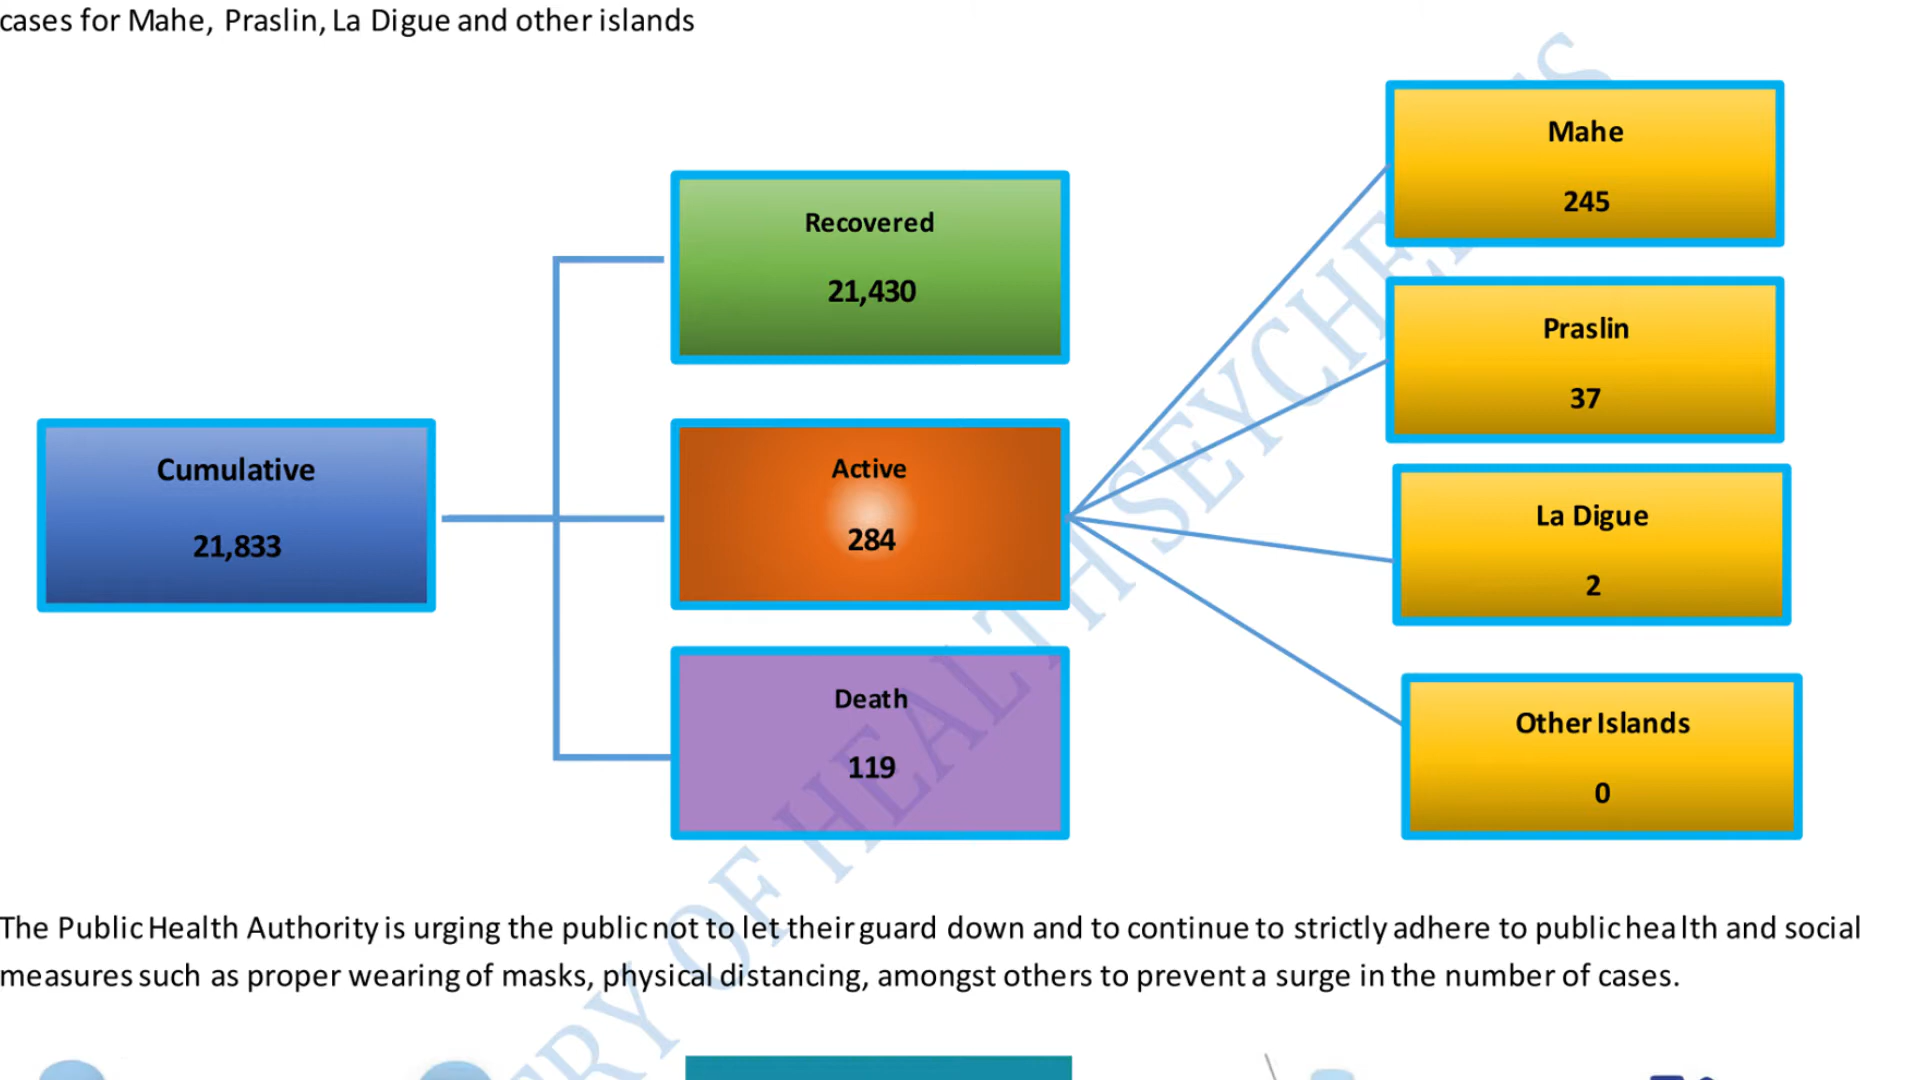 cases for Mahe, Praslin, La Digue and other islands
Cumulative
21,833
Recovered
21,430
Active
284
Death
119
Mahe
245
Praslin
37
La Digue
2
Other Islands
0
The Public Health Authority is urging the public not to let their guard down and to continue to strictly adhere to public health and social
measures such as proper wearing of masks, physical distancing, amongst others to prevent a surge in the number of cases.
OF HEALTH